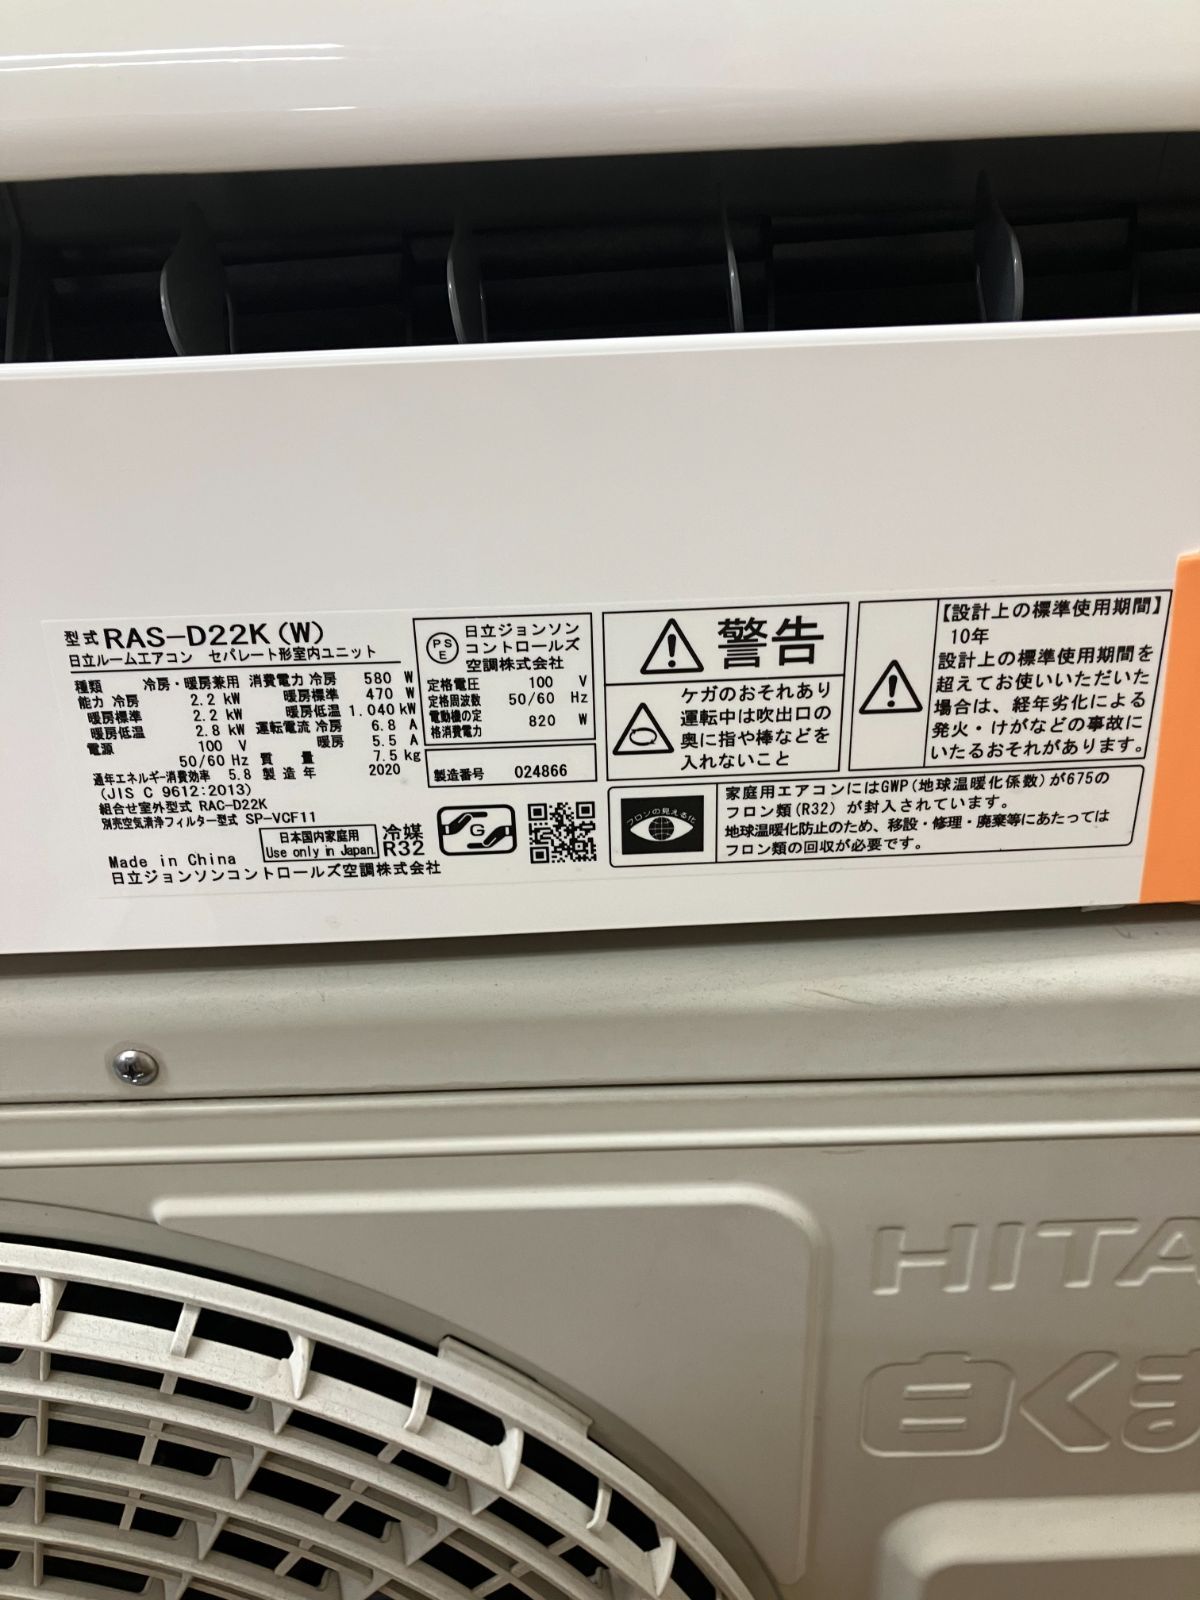 型式 RAS-D22K(W)
日立ルームエアコン セパレート形室内ユニット
種類 冷房・暖房兼用 消費電力 冷房 580 W
能力 冷房 2.2 kW 暖房標準 470 W
暖房標準 2.2 kW 暖房低温 1.040 kW
暖房低温 2.8 kW 運転電流 冷房 6.8 A
電源 100 V 暖房 5.5 A
50/60 Hz 質量 7.5 kg
通年エネルギー消費効率 5.8 製造年 2020
(JIS C 9612:2013)
組合せ室外型式 RAC-D22K
別売空気清浄フィルター型式 SP-VCF11
日本国内家庭用
Use only in Japan.
冷媒
R32
Made in China
日立ジョンソンコントロールズ空調株式会社
PS
E
日立ジョンソン
コントロールズ
空調株式会社
定格電圧 100 V
定格周波数 50/60 Hz
電動機の定
格消費電力 820 W
製造番号 024866
G
警告
ケガのおそれあり
運転中は吹出口の
奥に指や棒などを
入れないこと
【設計上の標準使用期間】
10年
設計上の標準使用期間を
超えてお使いいただいた
場合は、経年劣化による
発火・けがなどの事故に
いたるおそれがあります。
フロンの見える化
家庭用エアコンにはGWP(地球温暖化係数)が675の
フロン類(R32)が封入されています。
地球温暖化防止のため、移設・修理・廃棄等にあたっては
フロン類の回収が必要です。
HITA
白くま